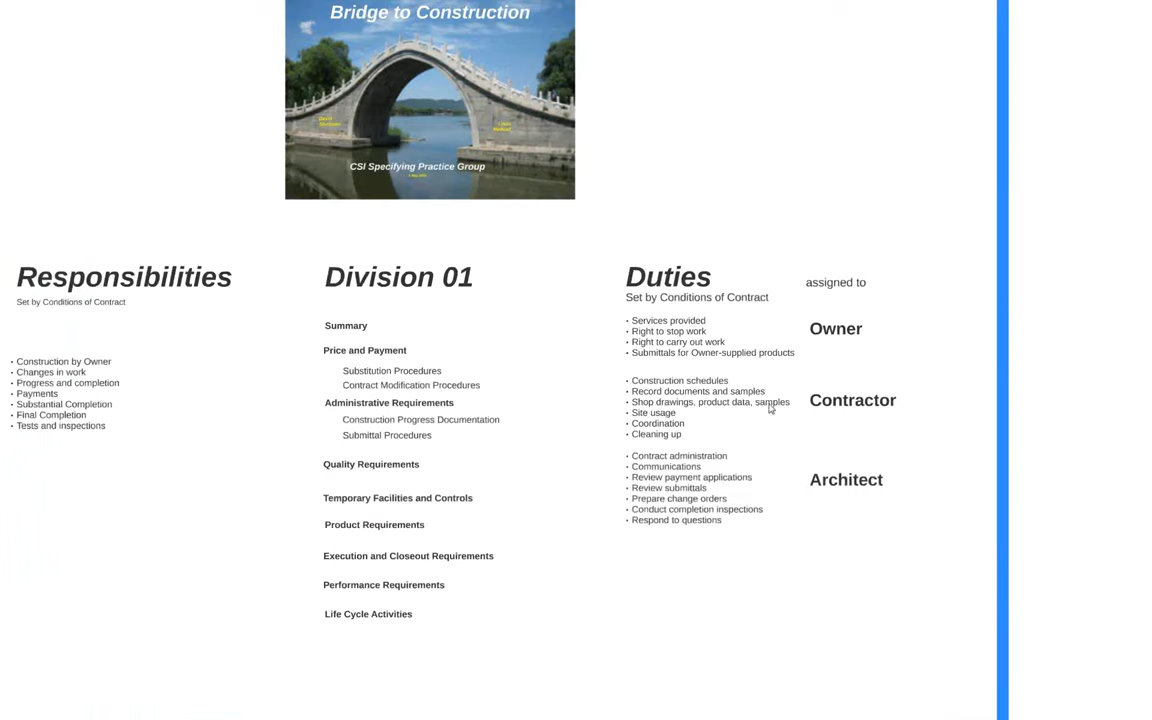 Bridge to Construction
CSI Specifying Practice Group
Responsibilities
Set by Conditions of Contract
• Construction by Owner
• Changes in work
• Progress and completion
• Payments
• Substantial Completion
• Final Completion
• Tests and inspections
Division 01
Summary
Price and Payment
Substitution Procedures
Contract Modification Procedures
Administrative Requirements
Construction Progress Documentation
Submittal Procedures
Quality Requirements
Temporary Facilities and Controls
Product Requirements
Execution and Closeout Requirements
Performance Requirements
Life Cycle Activities
Duties
assigned to
Set by Conditions of Contract
• Services provided
• Right to stop work
• Right to carry out work
• Submittals for Owner-supplied products
Owner
• Construction schedules
• Record documents and samples
• Shop drawings, product data, samples
• Site usage
• Coordination
• Cleaning up
Contractor
• Contract administration
• Communications
• Review payment applications
• Review submittals
• Prepare change orders
• Conduct completion inspections
• Respond to questions
Architect